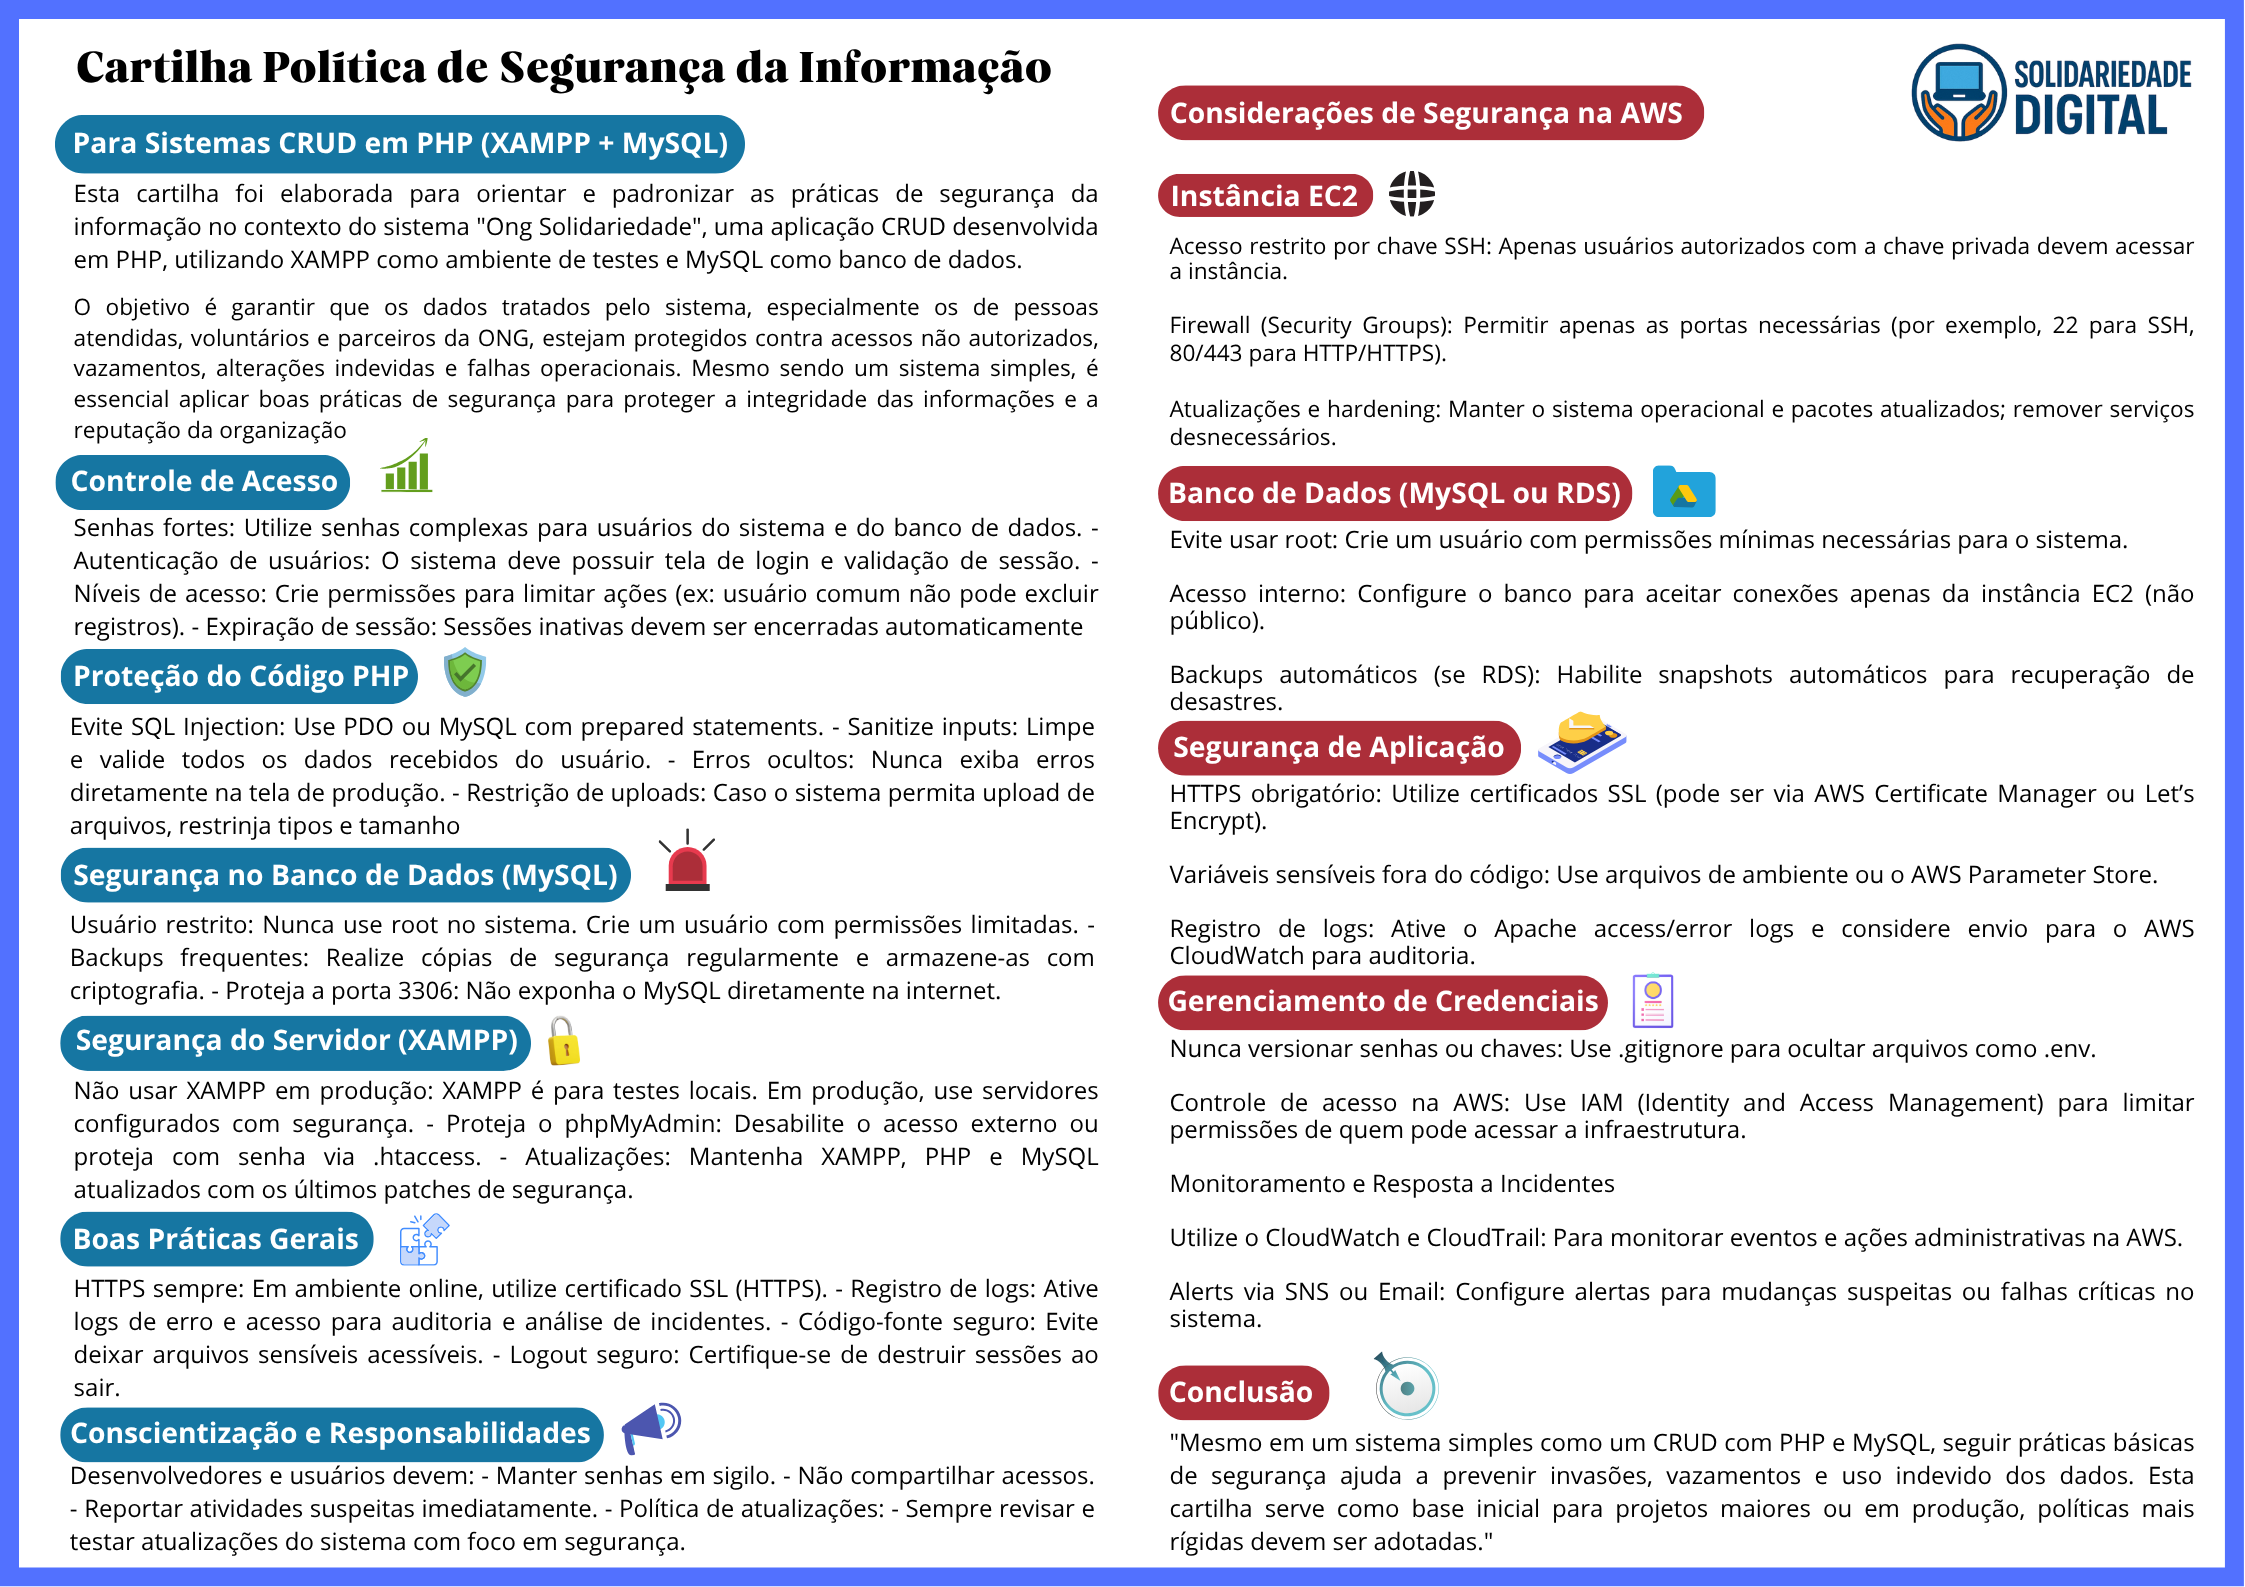 Cartilha Política de Segurança da Informação
Para Sistemas CRUD em PHP (XAMPP + MySQL)
Esta cartilha foi elaborada para orientar e padronizar as práticas de segurança da
informação no contexto do sistema "Ong Solidariedade", uma aplicação CRUD desenvolvida
em PHP, utilizando XAMPP como ambiente de testes e MySQL como banco de dados.
O objetivo é garantir que os dados tratados pelo sistema, especialmente os de pessoas
atendidas, voluntários e parceiros da ONG, estejam protegidos contra acessos não autorizados,
vazamentos, alterações indevidas e falhas operacionais. Mesmo sendo um sistema simples, é
essencial aplicar boas práticas de segurança para proteger a integridade das informações e a
reputação da organização
Controle de Acesso
Senhas fortes: Utilize senhas complexas para usuários do sistema e do banco de dados. -
Autenticação de usuários: O sistema deve possuir tela de login e validação de sessão. -
Níveis de acesso: Crie permissões para limitar ações (ex: usuário comum não pode excluir
registros). - Expiração de sessão: Sessões inativas devem ser encerradas automaticamente
Proteção do Código PHP
Evite SQL Injection: Use PDO ou MySQL com prepared statements. - Sanitize inputs: Limpe
e valide todos os dados recebidos do usuário. - Erros ocultos: Nunca exiba erros
diretamente na tela de produção. - Restrição de uploads: Caso o sistema permita upload de
arquivos, restrinja tipos e tamanho
Segurança no Banco de Dados (MySQL)
Usuário restrito: Nunca use root no sistema. Crie um usuário com permissões limitadas. -
Backups frequentes: Realize cópias de segurança regularmente e armazene-as com
criptografia. - Proteja a porta 3306: Não exponha o MySQL diretamente na internet.
Segurança do Servidor (XAMPP)
Não usar XAMPP em produção: XAMPP é para testes locais. Em produção, use servidores
configurados com segurança. - Proteja o phpMyAdmin: Desabilite o acesso externo ou
proteja com senha via .htaccess. - Atualizações: Mantenha XAMPP, PHP e MySQL
atualizados com os últimos patches de segurança.
Boas Práticas Gerais
HTTPS sempre: Em ambiente online, utilize certificado SSL (HTTPS). - Registro de logs: Ative
logs de erro e acesso para auditoria e análise de incidentes. - Código-fonte seguro: Evite
deixar arquivos sensíveis acessíveis. - Logout seguro: Certifique-se de destruir sessões ao
sair.
Conscientização e Responsabilidades
Desenvolvedores e usuários devem: - Manter senhas em sigilo. - Não compartilhar acessos.
- Reportar atividades suspeitas imediatamente. - Política de atualizações: - Sempre revisar e
testar atualizações do sistema com foco em segurança.
SOLIDARIEDADE
DIGITAL
Considerações de Segurança na AWS
Instância EC2
Acesso restrito por chave SSH: Apenas usuários autorizados com a chave privada devem acessar
a instância.
Firewall (Security Groups): Permitir apenas as portas necessárias (por exemplo, 22 para SSH,
80/443 para HTTP/HTTPS).
Atualizações e hardening: Manter o sistema operacional e pacotes atualizados; remover serviços
desnecessários.
Banco de Dados (MySQL ou RDS)
Evite usar root: Crie um usuário com permissões mínimas necessárias para o sistema.
Acesso interno: Configure o banco para aceitar conexões apenas da instância EC2 (não
público).
Backups automáticos (se RDS): Habilite snapshots automáticos para recuperação de
desastres.
Segurança de Aplicação
HTTPS obrigatório: Utilize certificados SSL (pode ser via AWS Certificate Manager ou Let’s
Encrypt).
Variáveis sensíveis fora do código: Use arquivos de ambiente ou o AWS Parameter Store.
Registro de logs: Ative o Apache access/error logs e considere envio para o AWS
CloudWatch para auditoria.
Gerenciamento de Credenciais
Nunca versionar senhas ou chaves: Use .gitignore para ocultar arquivos como .env.
Controle de acesso na AWS: Use IAM (Identity and Access Management) para limitar
permissões de quem pode acessar a infraestrutura.
Monitoramento e Resposta a Incidentes
Utilize o CloudWatch e CloudTrail: Para monitorar eventos e ações administrativas na AWS.
Alerts via SNS ou Email: Configure alertas para mudanças suspeitas ou falhas críticas no
sistema.
Conclusão
"Mesmo em um sistema simples como um CRUD com PHP e MySQL, seguir práticas básicas
de segurança ajuda a prevenir invasões, vazamentos e uso indevido dos dados. Esta
cartilha serve como base inicial para projetos maiores ou em produção, políticas mais
rígidas devem ser adotadas."